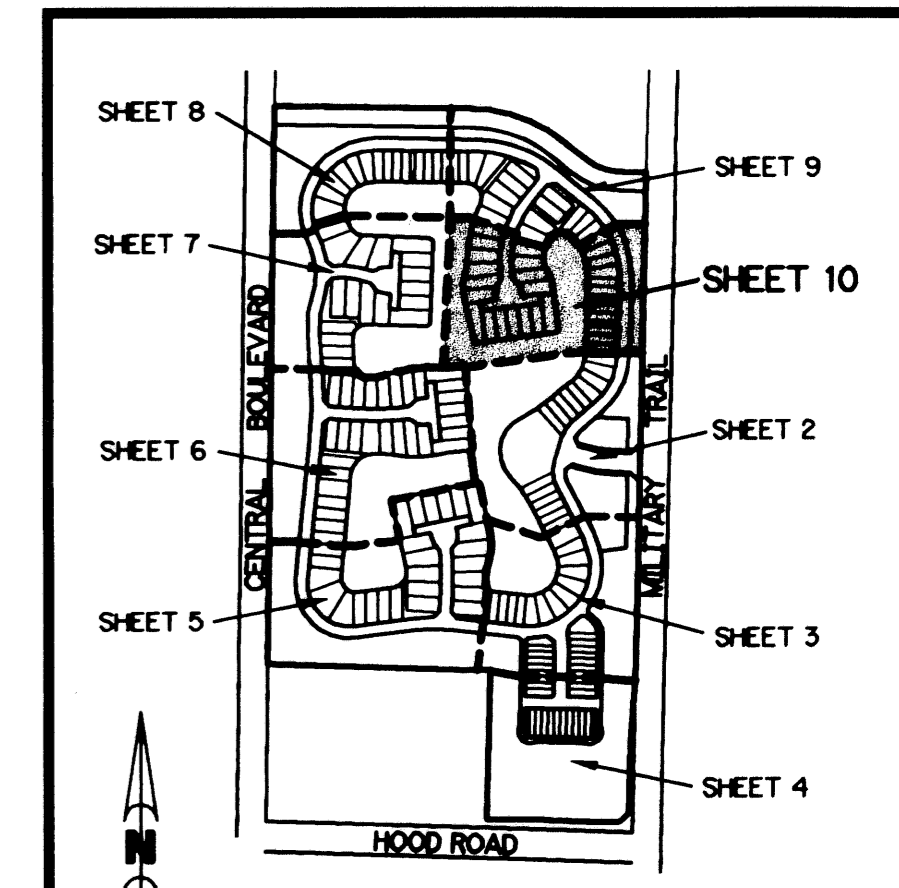 SHEET 8
SHEET 9
SHEET 7
SHEET 10
CENTRAL BOULEVARD
MILITARY TRAIL
SHEET 2
SHEET 6
SHEET 5
SHEET 3
SHEET 4
HOOD ROAD
N